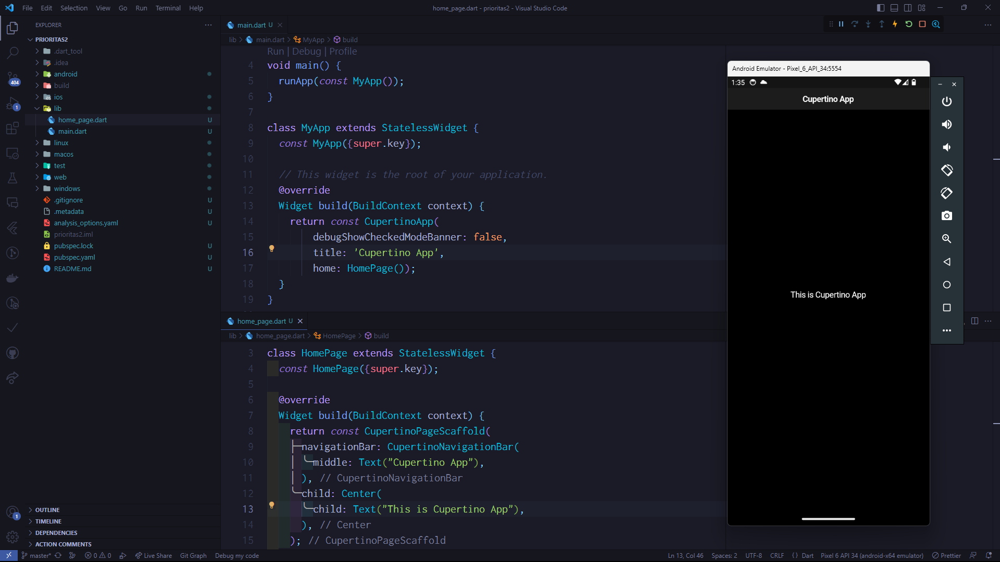 File Edit Selection View Go Run Terminal Help
home_page.dart - prioritas2 - Visual Studio Code
EXPLORER
PRIORITAS2
.dart_tool
.idea
android
build
ios
lib
home_page.dart U
main.dart U
linux
macos
test
web
windows
.gitignore U
.metadata U
analysis_options.yaml U
prioritas2.iml
pubspec.lock U
pubspec.yaml U
README.md U
OUTLINE
TIMELINE
DEPENDENCIES
ACTION COMMENTS
404
1
1
main.dart U
lib > main.dart > MyApp > build
Run | Debug | Profile
4 void main() {
5 runApp(const MyApp());
6 }
7
8 class MyApp extends StatelessWidget {
9 const MyApp({super.key});
10
11 // This widget is the root of your application.
12 @override
13 Widget build(BuildContext context) {
14 return const CupertinoApp(
15 debugShowCheckedModeBanner: false,
16 title: 'Cupertino App',
17 home: HomePage());
18 }
19 }
home_page.dart U
lib > home_page.dart > HomePage > build
3 class HomePage extends StatelessWidget {
4 const HomePage({super.key});
5
6 @override
7 Widget build(BuildContext context) {
8 return const CupertinoPageScaffold(
9 navigationBar: CupertinoNavigationBar(
10 middle: Text("Cupertino App"),
11 ), // CupertinoNavigationBar
12 child: Center(
13 child: Text("This is Cupertino App"),
14 ), // Center
15 ); // CupertinoPageScaffold
Android Emulator - Pixel_6_API_34:5554
1:35
Cupertino App
This is Cupertino App
master* 0 0 Live Share Git Graph Debug my code
Ln 13, Col 46 Spaces: 2 UTF-8 CRLF { } Dart Pixel 6 API 34 (android-x64 emulator) Prettier